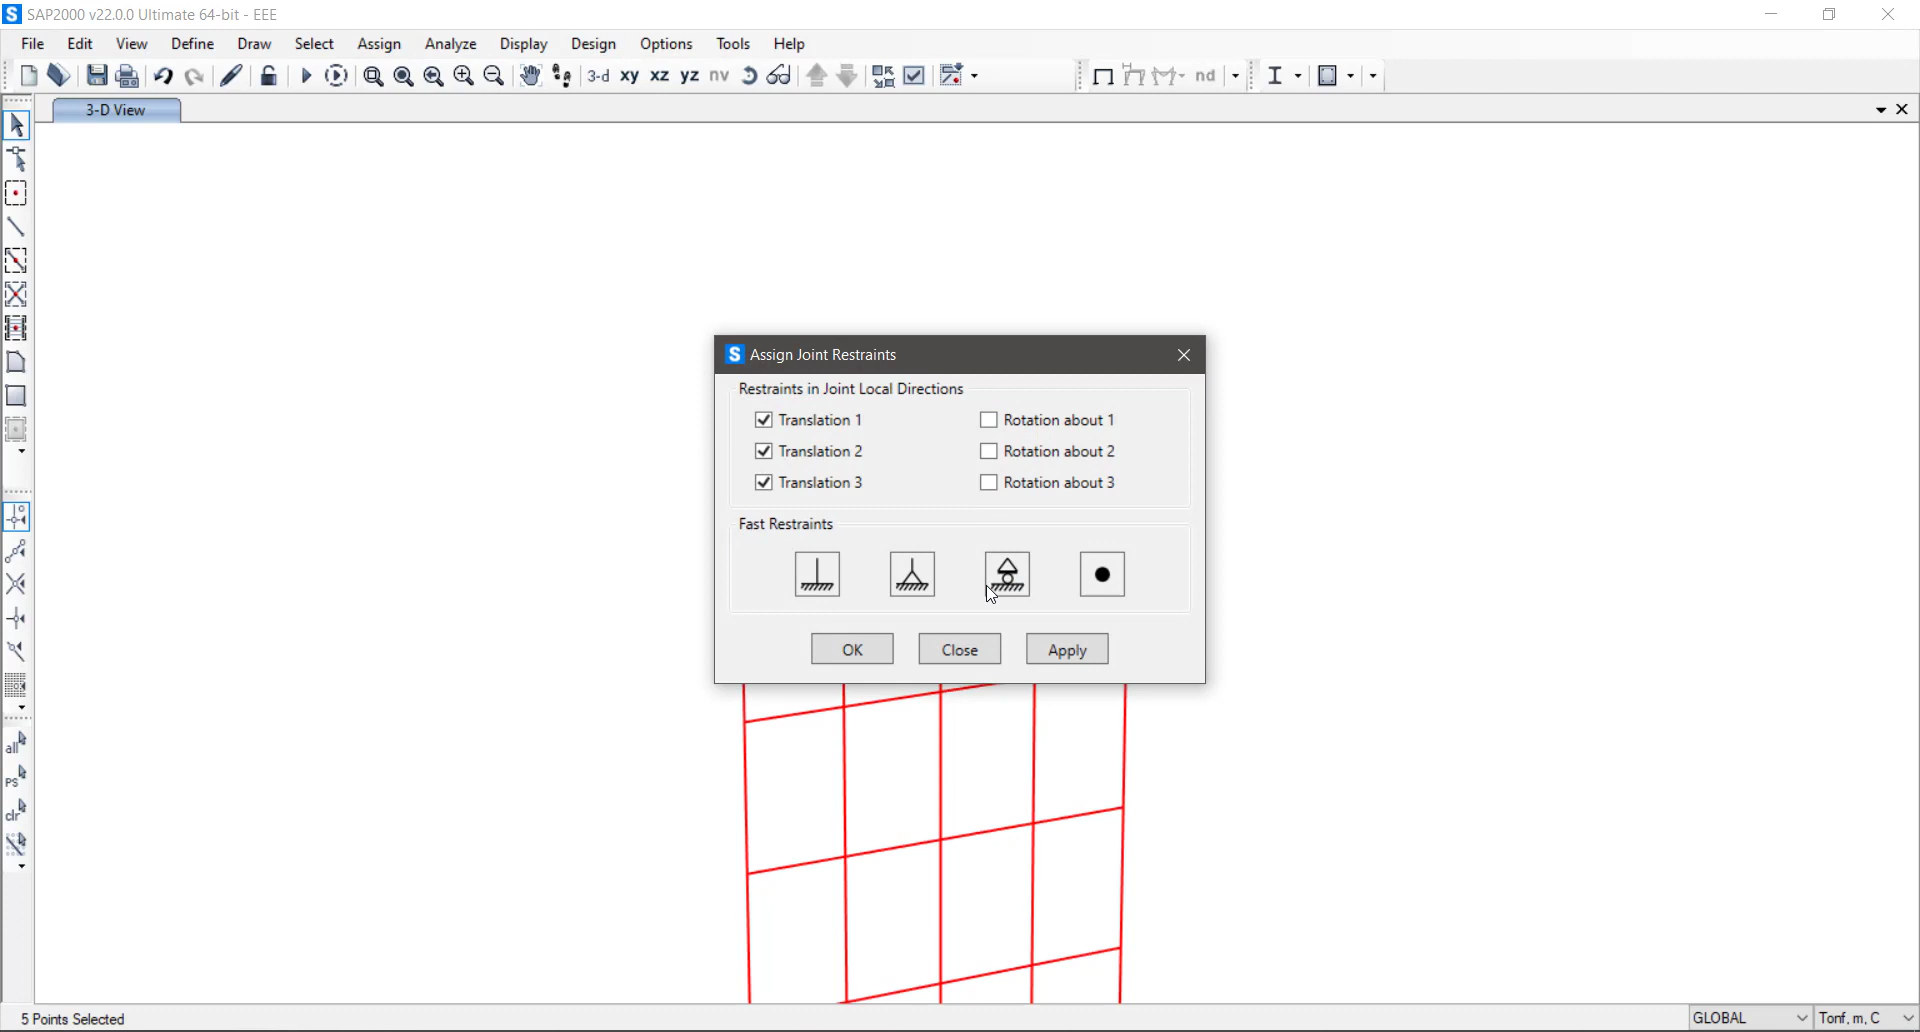 S SAP2000 v22.0.0 Ultimate 64-bit - EEE
File Edit View Define Draw Select Assign Analyze Display Design Options Tools Help
3-d xy xz yz nv nd
3-D View
S Assign Joint Restraints
Restraints in Joint Local Directions
Translation 1 Rotation about 1
Translation 2 Rotation about 2
Translation 3 Rotation about 3
Fast Restraints
OK Close Apply
all
PS
clr
5 Points Selected GLOBAL Tonf, m, C